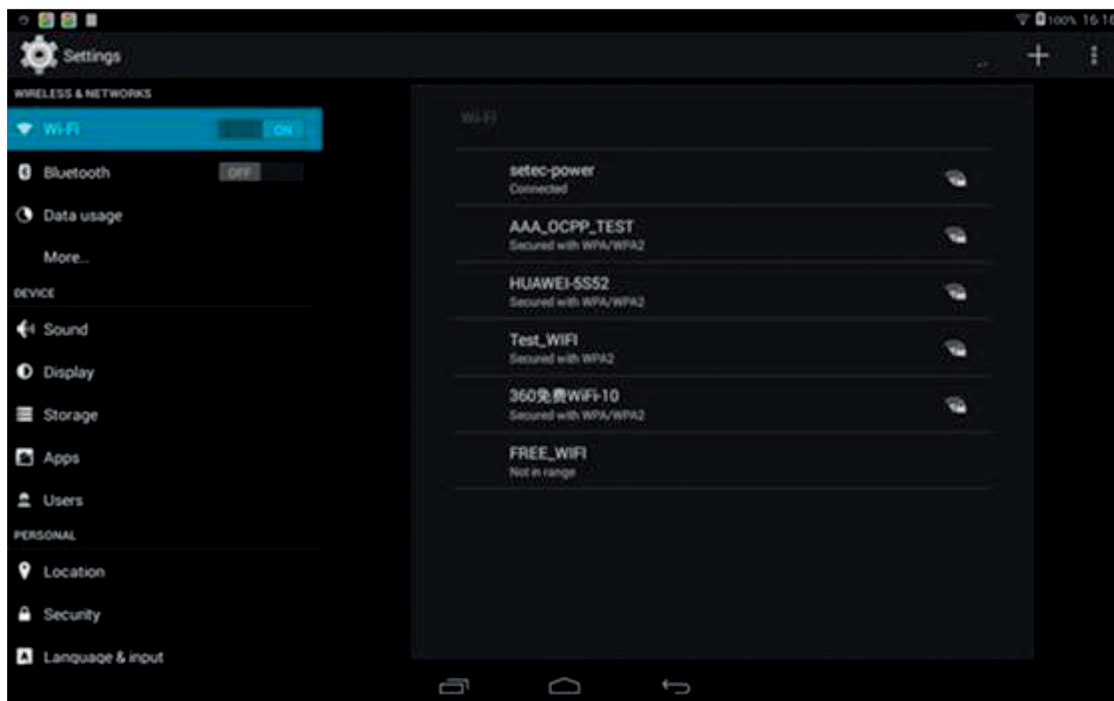 100% 16:16
Settings
WIRELESS & NETWORKS
Wi-Fi ON
Bluetooth OFF
Data usage
More...
DEVICE
Sound
Display
Storage
Apps
Users
PERSONAL
Location
Security
Language & input
Wi-Fi
setec-power
Connected
AAA_OCPP_TEST
Secured with WPA/WPA2
HUAWEI-5S52
Secured with WPA/WPA2
Test_WIFI
Secured with WPA2
360免费WiFi-10
Secured with WPA/WPA2
FREE_WIFI
Not in range